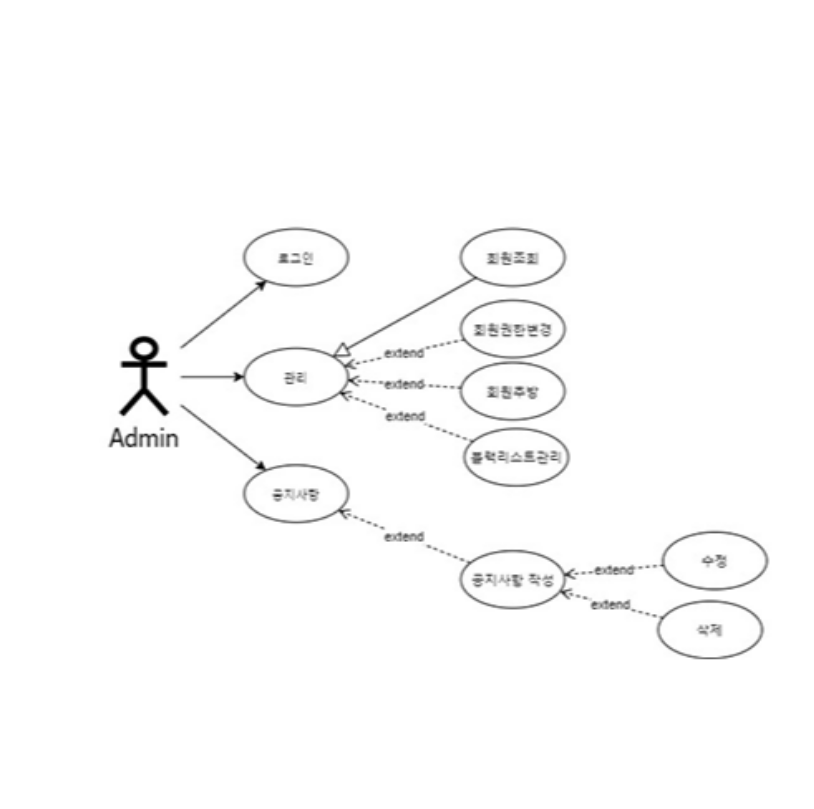 로그인
회원조회
회원권한변경
extend
관리
extend
회원추방
extend
블랙리스트관리
Admin
공지사항
extend
공지사항 작성
extend
수정
extend
삭제